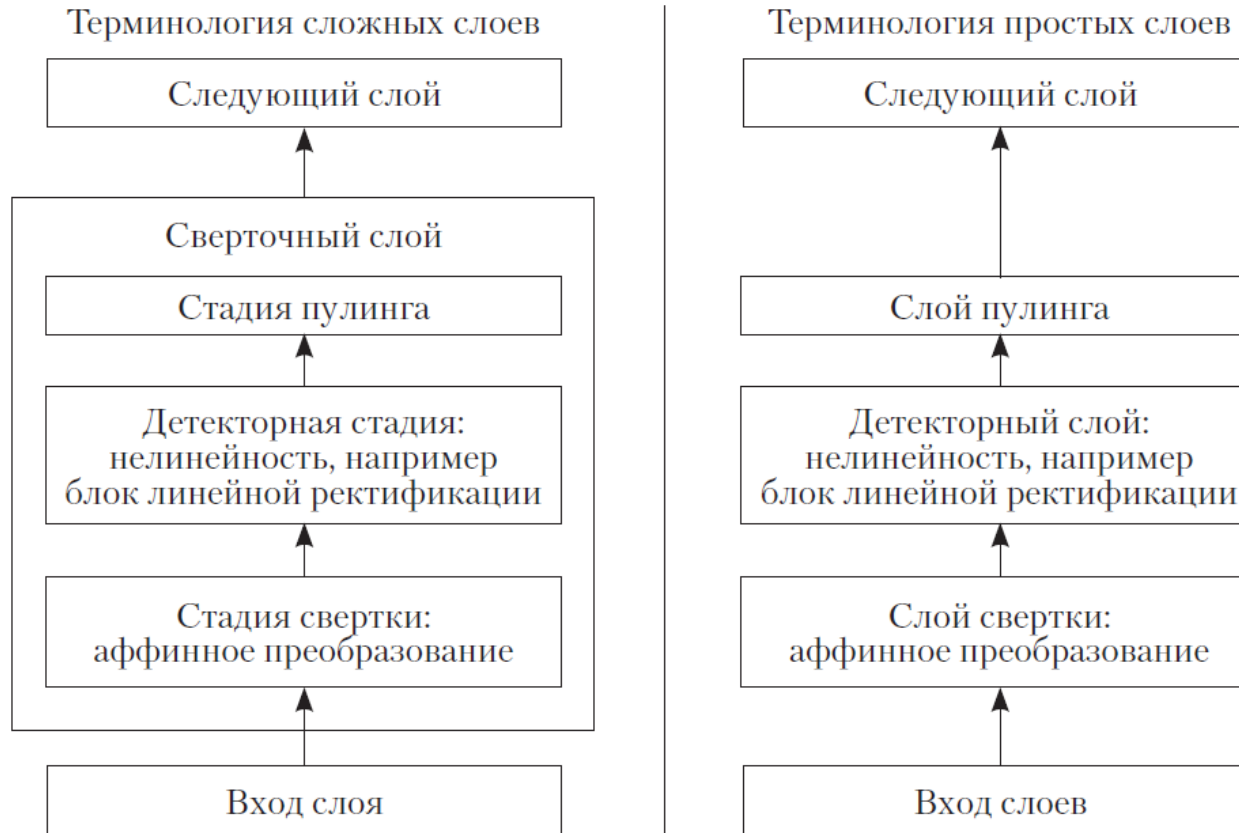 Терминология сложных слоев
Следующий слой
Сверточный слой
Стадия пулинга
Детекторная стадия:
нелинейность, например
блок линейной ректификации
Стадия свертки:
аффинное преобразование
Вход слоя
Терминология простых слоев
Следующий слой
Слой пулинга
Детекторный слой:
нелинейность, например
блок линейной ректификации
Слой свертки:
аффинное преобразование
Вход слоев